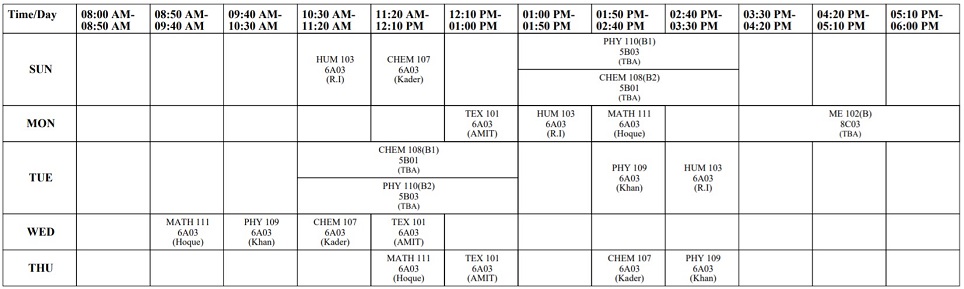 Time/Day 08:00 AM- 08:50 AM- 09:40 AM- 10:30 AM- 11:20 AM- 12:10 PM- 01:00 PM- 01:50 PM- 02:40 PM- 03:30 PM- 04:20 PM- 05:10 PM-
08:50 AM 09:40 AM 10:30 AM 11:20 AM 12:10 PM 01:00 PM 01:50 PM 02:40 PM 03:30 PM 04:20 PM 05:10 PM 06:00 PM
SUN
HUM 103
6A03
(R.I)
CHEM 107
6A03
(Kader)
PHY 110(B1)
5B03
(TBA)
CHEM 108(B2)
5B01
(TBA)
MON
TEX 101
6A03
(AMIT)
HUM 103
6A03
(R.I)
MATH 111
6A03
(Hoque)
ME 102(B)
8C03
(TBA)
TUE
CHEM 108(B1)
5B01
(TBA)
PHY 110(B2)
5B03
(TBA)
PHY 109
6A03
(Khan)
HUM 103
6A03
(R.I)
WED
MATH 111
6A03
(Hoque)
PHY 109
6A03
(Khan)
CHEM 107
6A03
(Kader)
TEX 101
6A03
(AMIT)
THU
MATH 111
6A03
(Hoque)
TEX 101
6A03
(AMIT)
CHEM 107
6A03
(Kader)
PHY 109
6A03
(Khan)